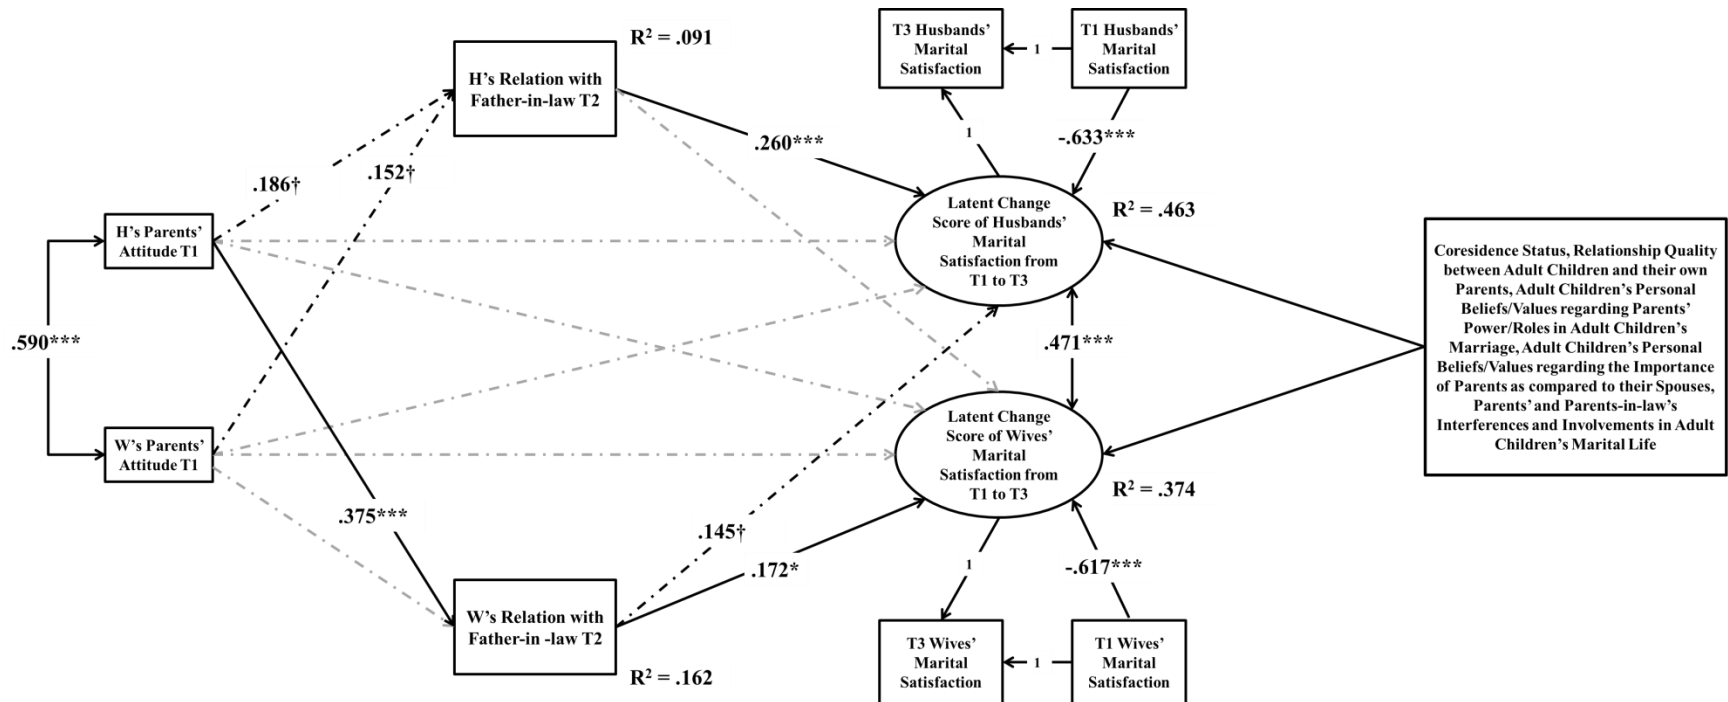 R² = .091
H's Relation with
Father-in-law T2
T3 Husbands'
Marital
Satisfaction
1
T1 Husbands'
Marital
Satisfaction
1
-.633***
.260***
.186†
.152†
H's Parents'
Attitude T1
Latent Change
Score of Husbands'
Marital
Satisfaction from
T1 to T3
R² = .463
.590***
.471***
Coresidence Status, Relationship Quality
between Adult Children and their own
Parents, Adult Children's Personal
Beliefs/Values regarding Parents'
Power/Roles in Adult Children's
Marriage, Adult Children's Personal
Beliefs/Values regarding the Importance
of Parents as compared to their Spouses,
Parents' and Parents-in-law's
Interferences and Involvements in Adult
Children's Marital Life
W's Parents'
Attitude T1
Latent Change
Score of Wives'
Marital
Satisfaction from
T1 to T3
R² = .374
.375***
.145†
.172*
1
-.617***
W's Relation with
Father-in -law T2
R² = .162
T3 Wives'
Marital
Satisfaction
1
T1 Wives'
Marital
Satisfaction